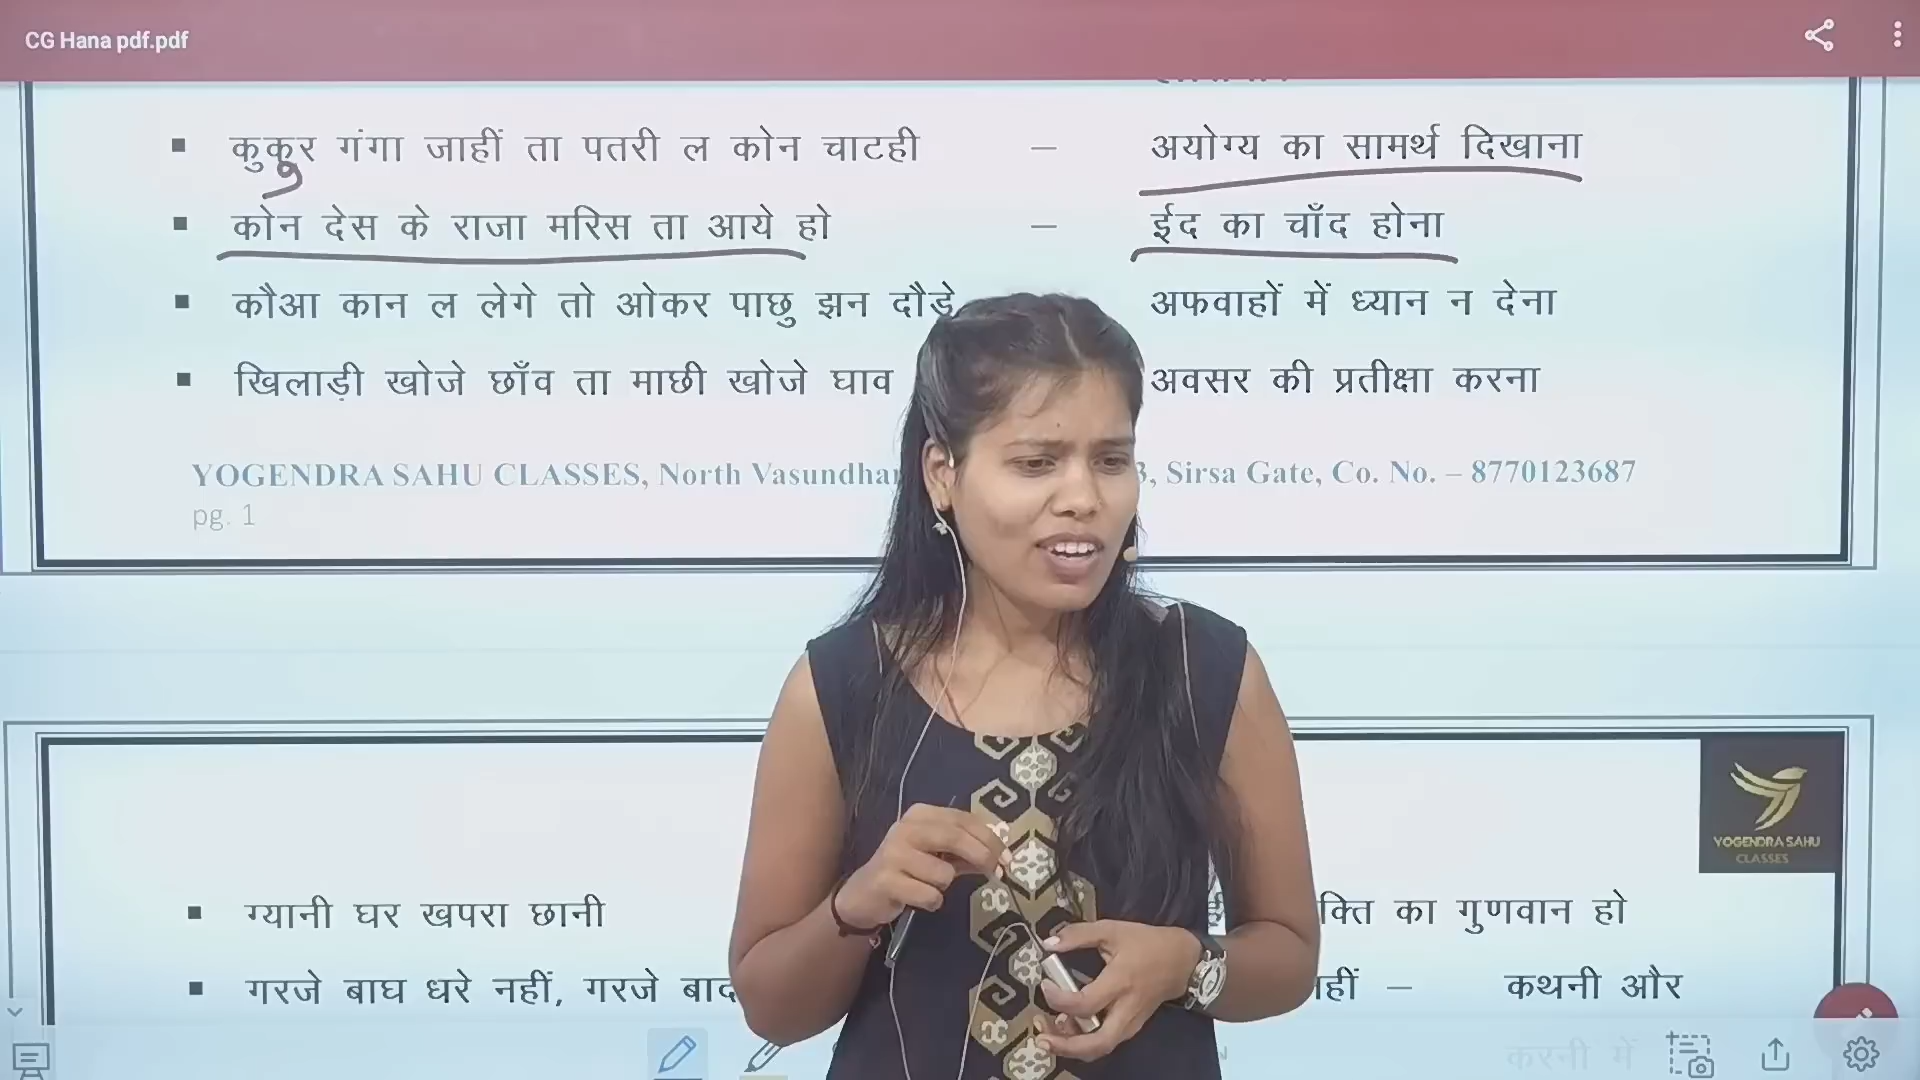 CG Hana pdf.pdf
कुकुर गंगा जाहीं ता पतरी ल कोन चाटही – अयोग्य का सामर्थ दिखाना
कोन देस के राजा मरिस ता आये हो – ईद का चाँद होना
कौआ कान ल लेगे तो ओकर पाछु झन दौड़े अफवाहों में ध्यान न देना
खिलाड़ी खोजे छाँव ता माछी खोजे घाव अवसर की प्रतीक्षा करना
YOGENDRA SAHU CLASSES, North Sirsa Gate, Co. No. – 8770123687
pg. 1
YOGENDRA SAHU
CLASSES
ग्यानी घर खपरा छानी का गुणवान हो
गरजे बाघ धरे नहीं, गरजे – कथनी और
करनी में